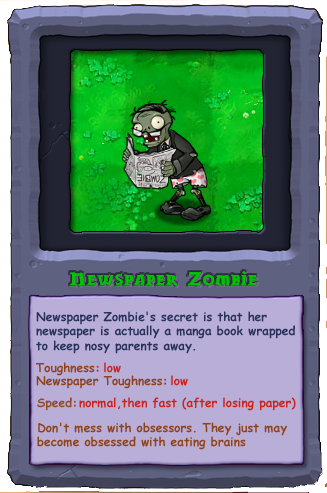 ZOMBIE
Newspaper Zombie
Newspaper Zombie's secret is that her
newspaper is actually a manga book wrapped
to keep nosy parents away.
Toughness: low
Newspaper Toughness: low
Speed: normal,then fast (after losing paper)
Don't mess with obsessors. They just may
become obsessed with eating brains